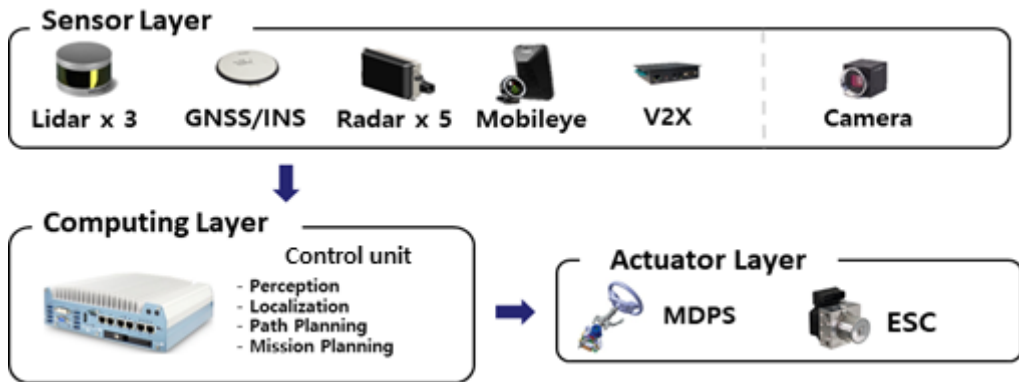 Sensor Layer
Lidar x 3
GNSS/INS
Radar x 5
Mobileye
V2X
Camera
Computing Layer
Control unit
- Perception
- Localization
- Path Planning
- Mission Planning
Actuator Layer
MDPS
ESC